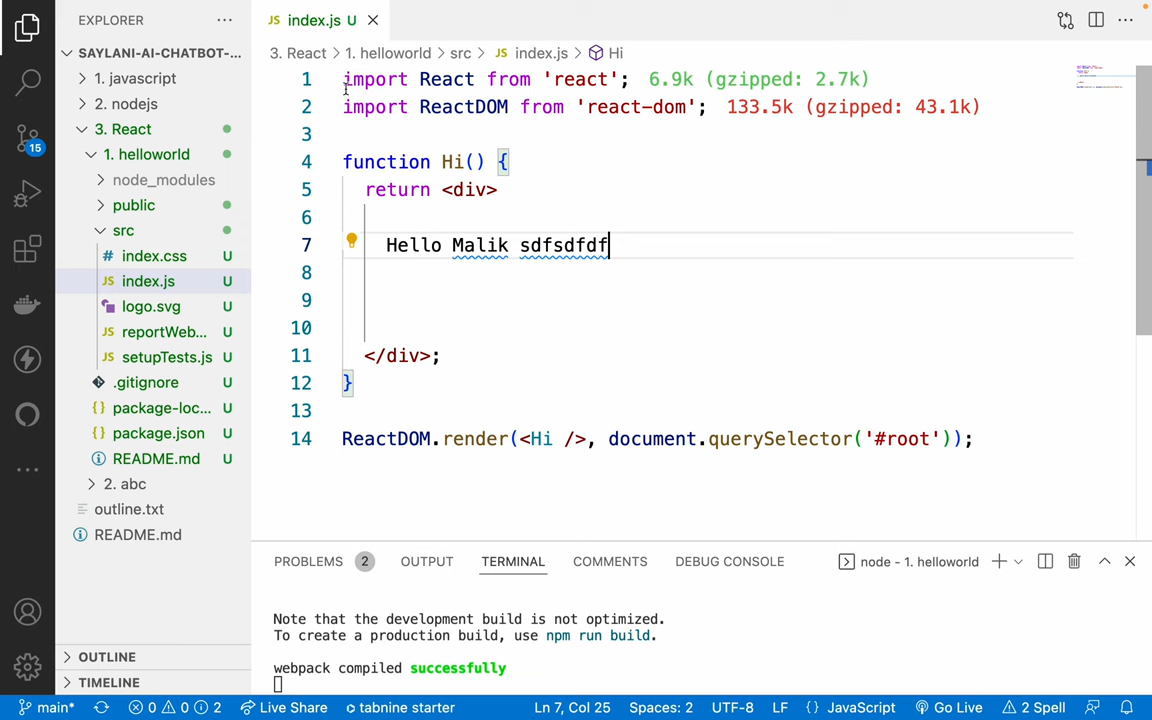 EXPLORER
index.js U
SAYLANI-AI-CHATBOT-...
3. React > 1. helloworld > src > JS index.js > Hi
1. javascript
2. nodejs
3. React
1. helloworld
node_modules
public
src
# index.css U
JS index.js U
logo.svg U
JS reportWeb... U
JS setupTests.js U
.gitignore U
{} package-loc... U
{} package.json U
README.md U
2. abc
outline.txt
README.md
OUTLINE
TIMELINE
15
1 import React from 'react'; 6.9k (gzipped: 2.7k)
2 import ReactDOM from 'react-dom'; 133.5k (gzipped: 43.1k)
3
4 function Hi() {
5 return <div>
6
7 Hello Malik sdfsdfdf
8
9
10
11 </div>;
12 }
13
14 ReactDOM.render(<Hi />, document.querySelector('#root'));
PROBLEMS 2 OUTPUT TERMINAL COMMENTS DEBUG CONSOLE node - 1. helloworld
Note that the development build is not optimized.
To create a production build, use npm run build.
webpack compiled successfully
main* 0 0 2 Live Share tabnine starter Ln 7, Col 25 Spaces: 2 UTF-8 LF {} JavaScript Go Live 2 Spell